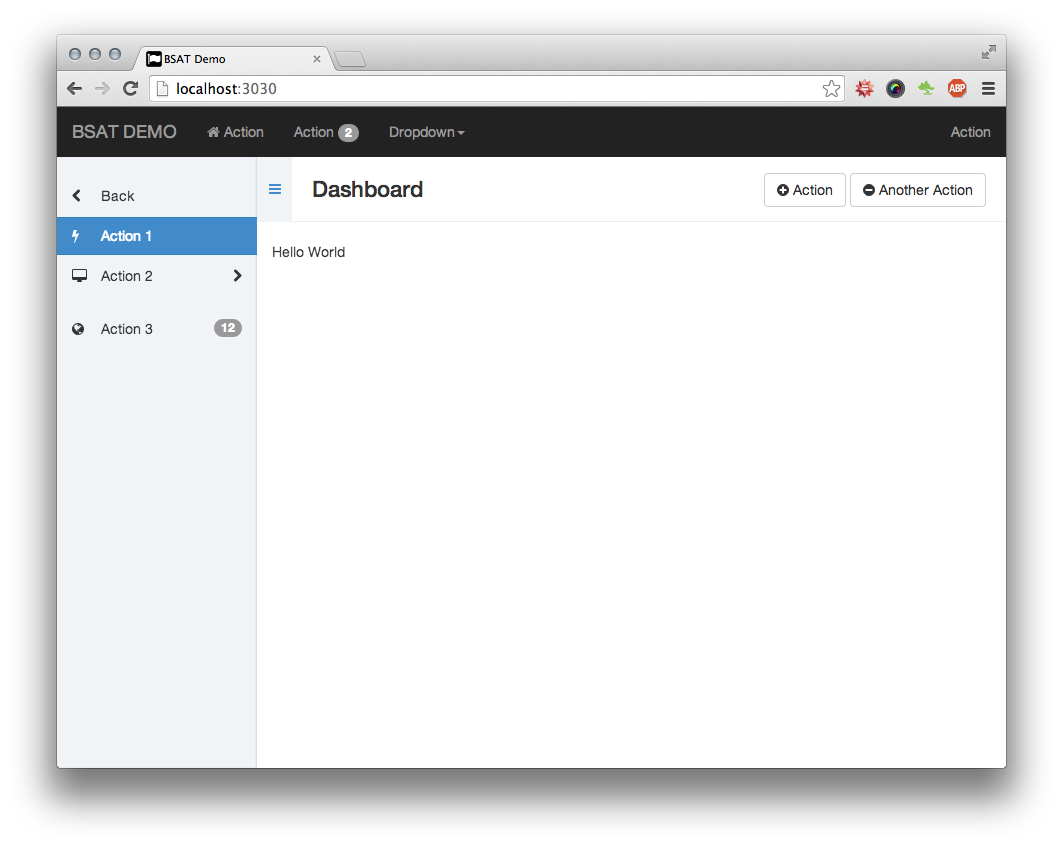 BSAT Demo
localhost:3030
ABP
BSAT DEMO Action Action 2 Dropdown Action
Back
Action 1
Action 2
Action 3 12
Dashboard Action Another Action
Hello World